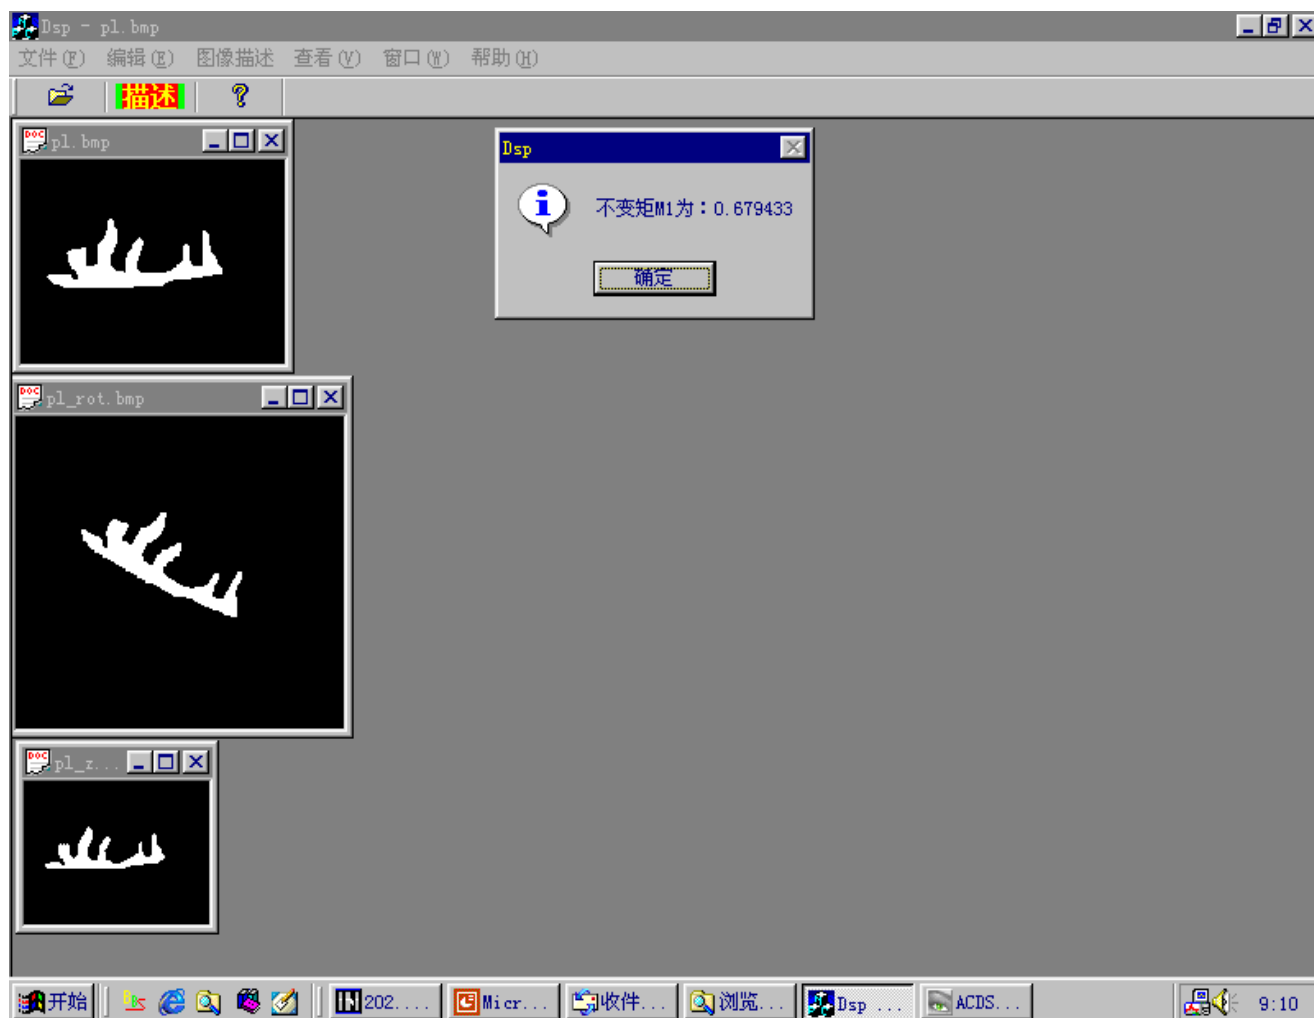 Dsp - pl.bmp
文件(F) 编辑(E) 图像描述 查看(V) 窗口(W) 帮助(H)
描述
pl.bmp
Dsp
不变矩M1为：0.679433
确定
pl_rot.bmp
pl_z...
开始 202.... Micr... 收件... 浏览... Dsp ... ACDS... 9:10